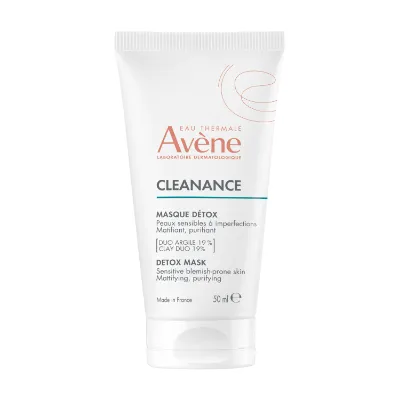 EAU THERMALE
Avène
LABORATOIRE DERMATOLOGIQUE
CLEANANCE
MASQUE DÉTOX
Peaux sensibles à imperfections
Matifiant, purifiant
DUO ARGILE 19%
CLAY DUO 19%
DETOX MASK
Sensitive blemish-prone skin
Mattifying, purifying
Made in France
50 ml ℮